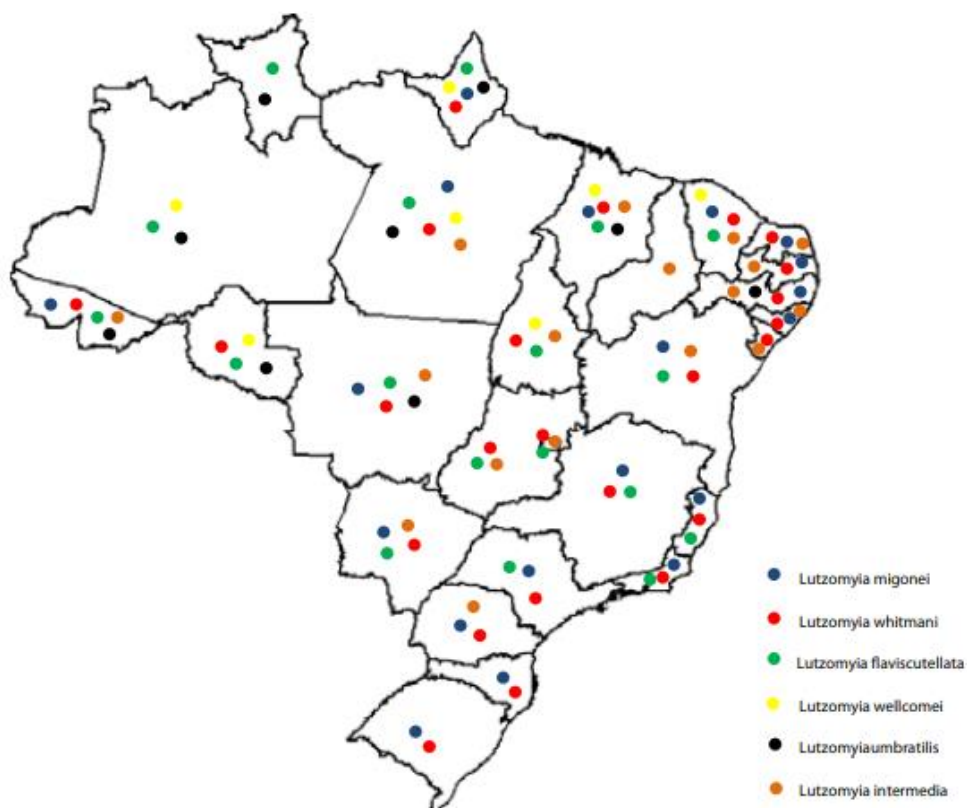 Lutzomyia migonei
Lutzomyia whitmani
Lutzomyia flaviscutellata
Lutzomyia wellcomei
Lutzomyiaumbratilis
Lutzomyia intermedia